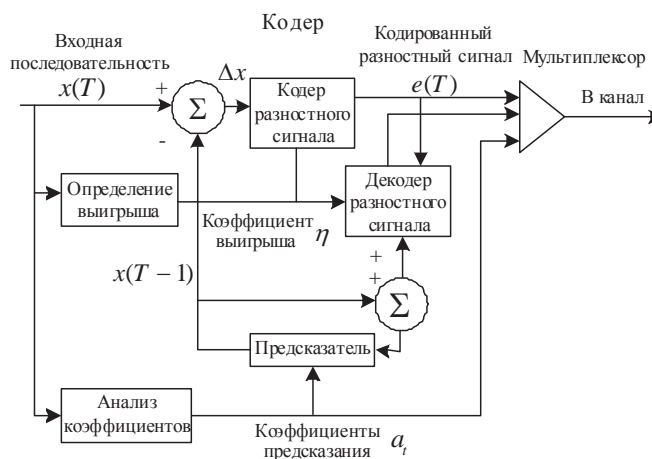 Кодер
Входная
последовательность
x(T)
+
-
Σ
Δx
Кодер
разностного
сигнала
Кодированный
разностный сигнал
e(T)
Мультиплексор
В канал
Определение
выигрыша
Коэффициент
выигрыша η
Декодер
разностного
сигнала
x(T − 1)
+
+
Σ
Предсказатель
Анализ
коэффициентов
Коэффициенты
предсказания a_t